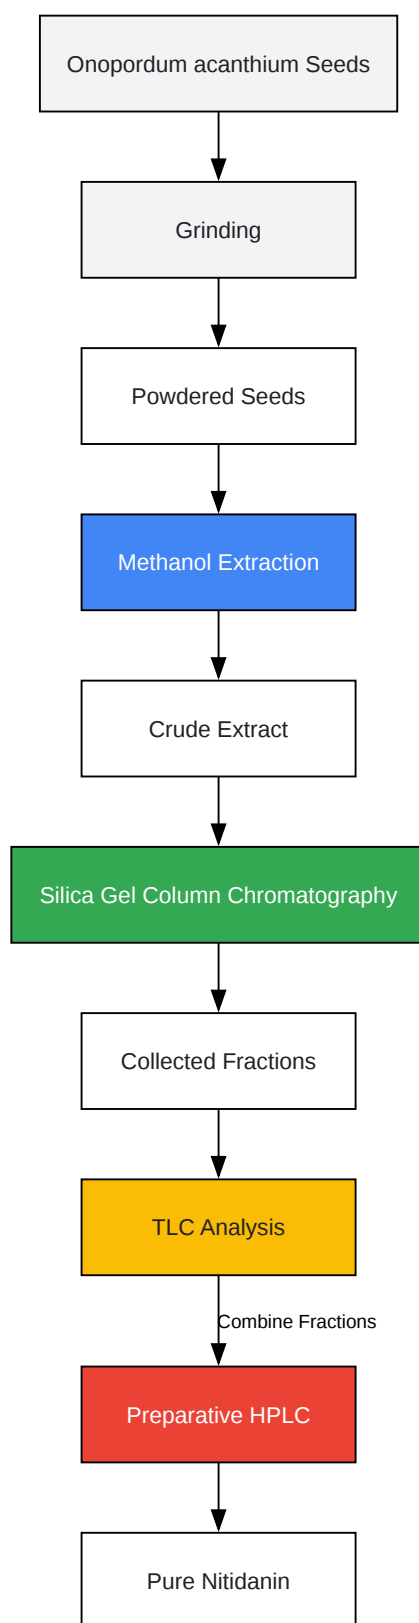 Onopordum acanthium Seeds
Grinding
Powdered Seeds
Methanol Extraction
Crude Extract
Silica Gel Column Chromatography
Collected Fractions
TLC Analysis
Combine Fractions
Preparative HPLC
Pure Nitidanin